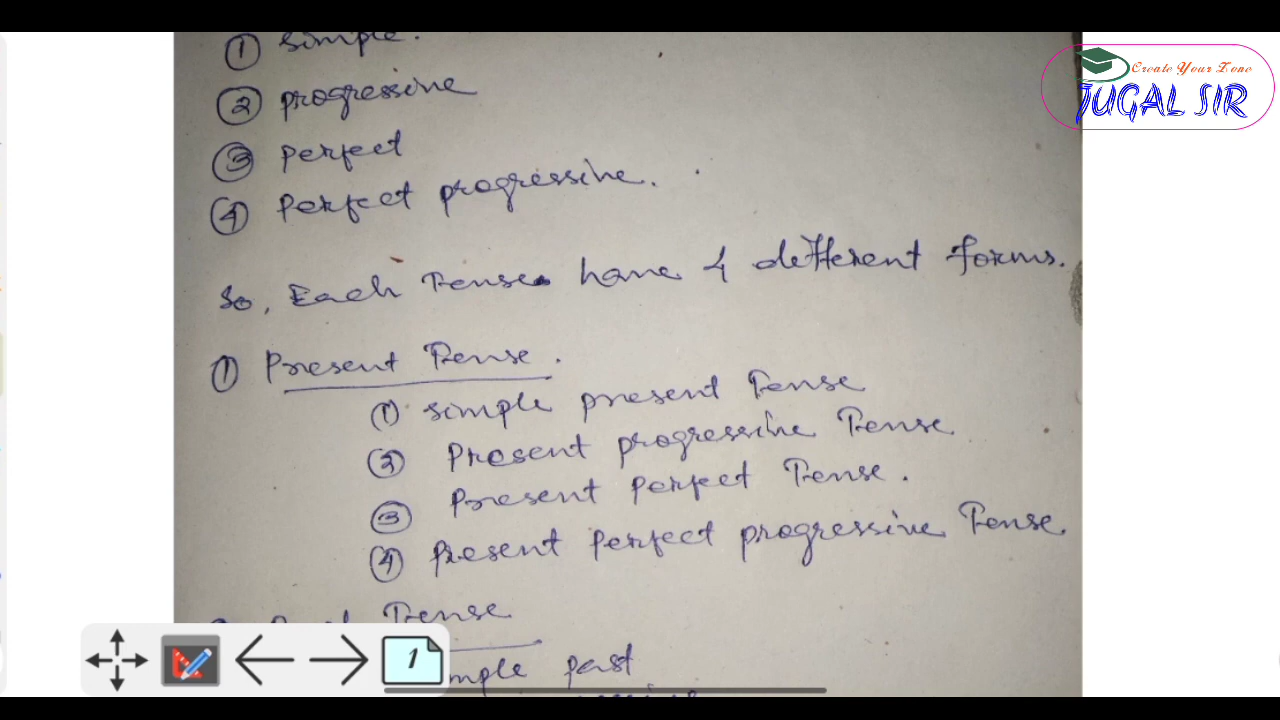 ① Simple.
Create Your Zone
JUGAL SIR
② progressive
③ Perfect
④ Perfect progressive.
So, Each Tense have 4 different forms.
① Present Tense.
① simple present Tense
② Present progressive Tense
③ Present Perfect Tense.
④ Present Perfect progressive Tense.
Tense
mple past
1